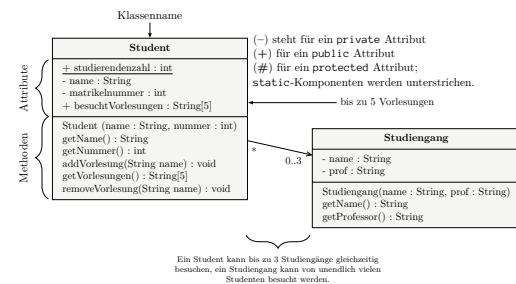 Klassenname
Student
+ studierendenzahl : int
- name : String
- matrikelnummer : int
+ besuchtVorlesungen : String[5]
Student (name : String, nummer : int)
getName() : String
getNummer() : int
addVorlesung(String name) : void
getVorlesungen() : String[5]
removeVorlesung(String name) : void
Attribute
Methoden
(–) steht für ein private Attribut
(+) für ein public Attribut
(#) für ein protected Attribut;
static-Komponenten werden unterstrichen.
bis zu 5 Vorlesungen
*
0..3
Studiengang
- name : String
- prof : String
Studiengang(name : String, prof : String)
getName() : String
getProfessor() : String
Ein Student kann bis zu 3 Studiengänge gleichzeitig
besuchen, ein Studiengang kann von unendlich vielen
Studenten besucht werden.